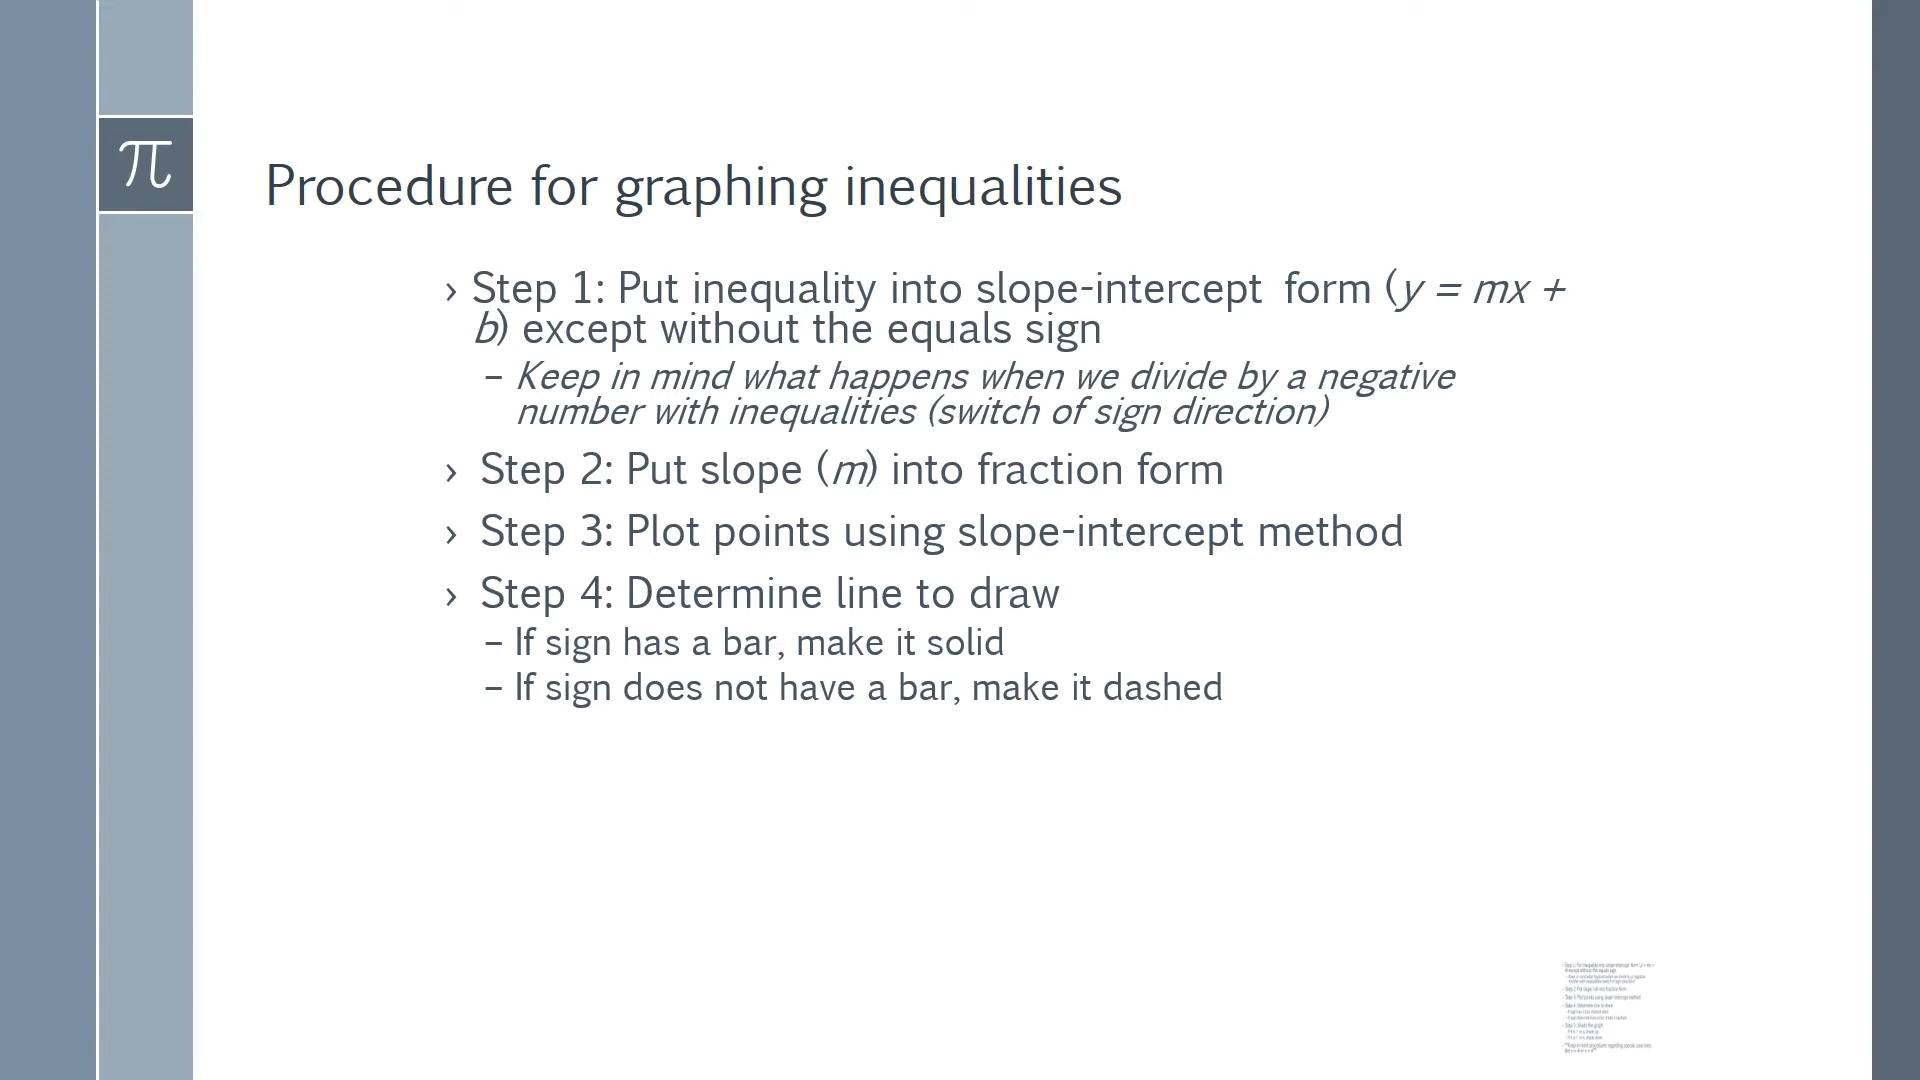 π
Procedure for graphing inequalities
› Step 1: Put inequality into slope-intercept form (y = mx +
b) except without the equals sign
– Keep in mind what happens when we divide by a negative
number with inequalities (switch of sign direction)
› Step 2: Put slope (m) into fraction form
› Step 3: Plot points using slope-intercept method
› Step 4: Determine line to draw
– If sign has a bar, make it solid
– If sign does not have a bar, make it dashed